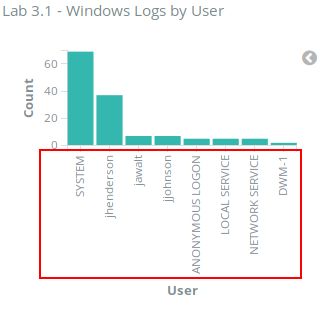 Lab 3.1 - Windows Logs by User
Count
60
40
20
0
SYSTEM
jhenderson
jawalt
jjohnson
ANONYMOUS LOGON
LOCAL SERVICE
NETWORK SERVICE
DWM-1
User